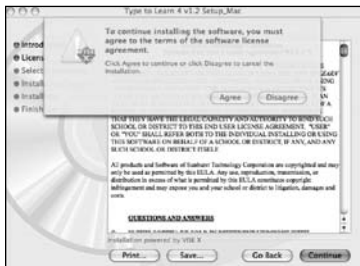 Type to Learn 4 v1.2 Setup_Mac
To continue installing the software, you must
agree to the terms of the software license
agreement.
Click Agree to continue or click Disagree to cancel the
installation.
Agree Disagree
Introd
Licens
Select
Install
Install
Finish
THAT THEY HAVE THE CAPACITY AND AUTHORITY TO BIND SUCH
SCHOOL OR DISTRICT TO THIS END USER LICENSE AGREEMENT. "USER"
OR "YOU" SHALL REFER BOTH TO THE INDIVIDUAL INSTALLING OR USING
THIS SOFTWARE ON BEHALF OF A SCHOOL OR DISTRICT, IF ANY, AND ANY
SUCH SCHOOL OR DISTRICT ITSELF.
All products and Software of Sunburst Technology Corporation are copyrighted and may
only be used as permitted by this EULA. Any use, reproduction, transmission, or
distribution in excess of what is permitted by this EULA constitutes copyright
infringement and may expose you and your school or district to litigation, damages and
costs.
QUESTIONS AND ANSWERS
Installation powered by VISE X
Print... Save... Go Back Continue